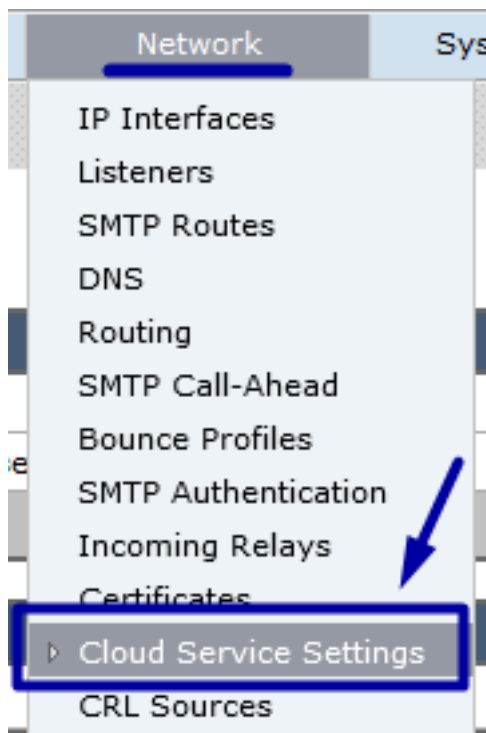 Network Sys
IP Interfaces
Listeners
SMTP Routes
DNS
Routing
SMTP Call-Ahead
Bounce Profiles
se
SMTP Authentication
Incoming Relays
Certificates
Cloud Service Settings
CRL Sources